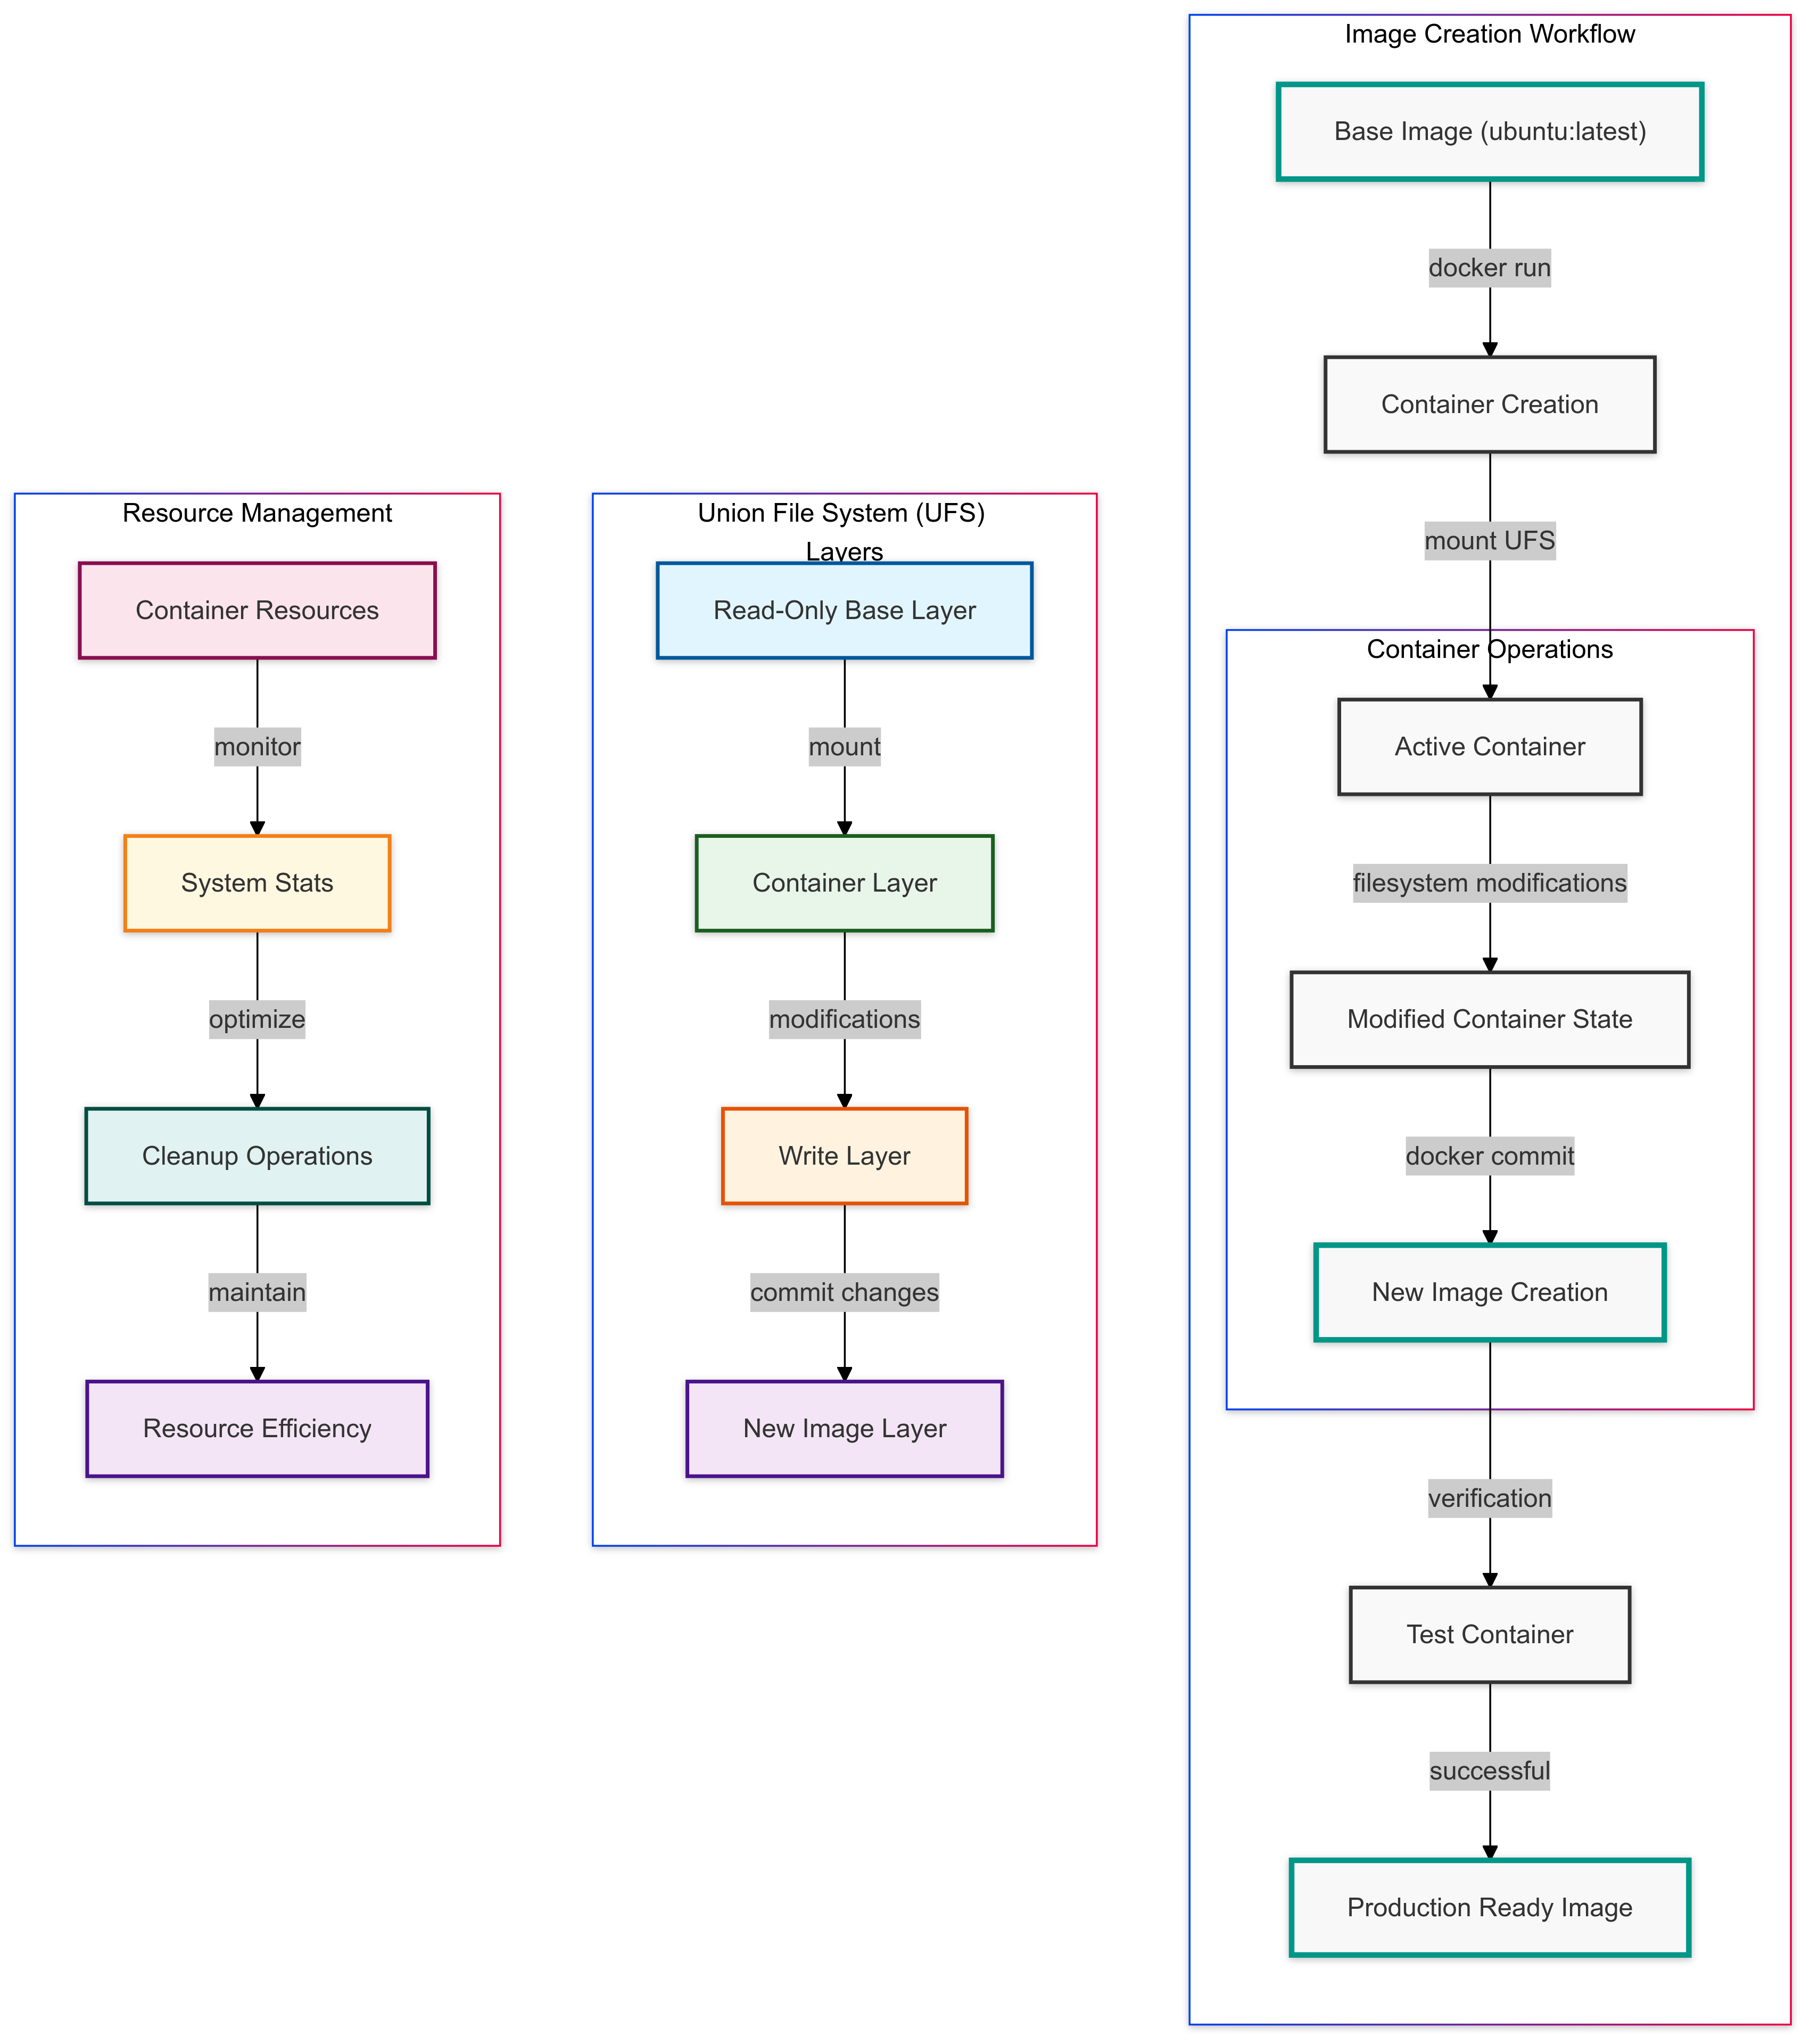 Resource Management
Container Resources
monitor
System Stats
optimize
Cleanup Operations
maintain
Resource Efficiency
Union File System (UFS)
Layers
Read-Only Base Layer
mount
Container Layer
modifications
Write Layer
commit changes
New Image Layer
Image Creation Workflow
Base Image (ubuntu:latest)
docker run
Container Creation
mount UFS
Container Operations
Active Container
filesystem modifications
Modified Container State
docker commit
New Image Creation
verification
Test Container
successful
Production Ready Image